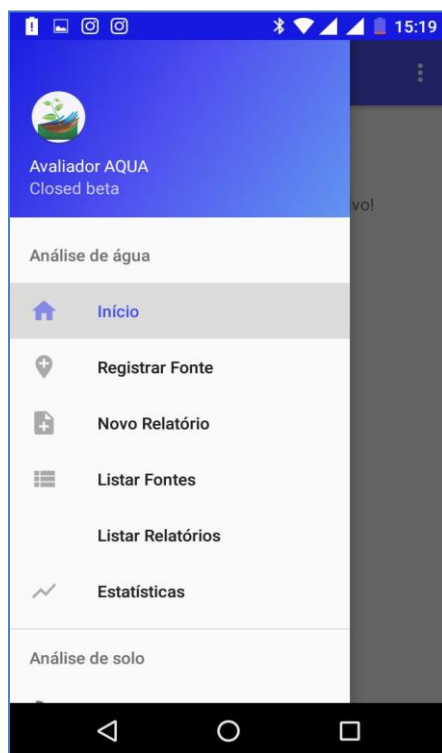 15:19
Avaliador AQUA
Closed beta
vo!
Análise de água
Início
Registrar Fonte
Novo Relatório
Listar Fontes
Listar Relatórios
Estatísticas
Análise de solo